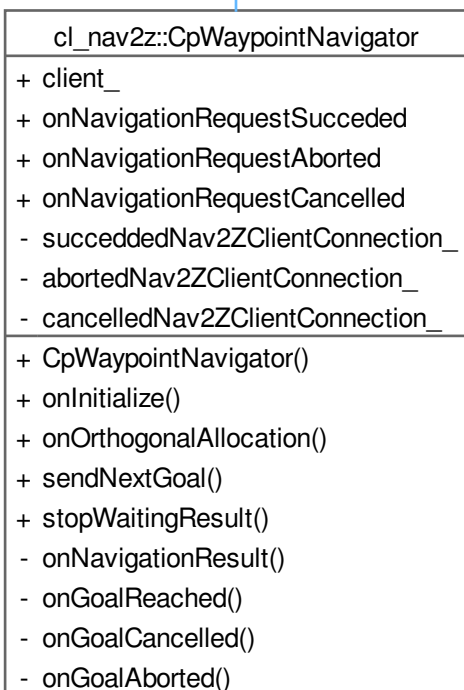 cl_nav2z::CpWaypointNavigator
+ client_
+ onNavigationRequestSucceded
+ onNavigationRequestAborted
+ onNavigationRequestCancelled
- succeddedNav2ZClientConnection_
- abortedNav2ZClientConnection_
- cancelledNav2ZClientConnection_
+ CpWaypointNavigator()
+ onInitialize()
+ onOrthogonalAllocation()
+ sendNextGoal()
+ stopWaitingResult()
- onNavigationResult()
- onGoalReached()
- onGoalCancelled()
- onGoalAborted()